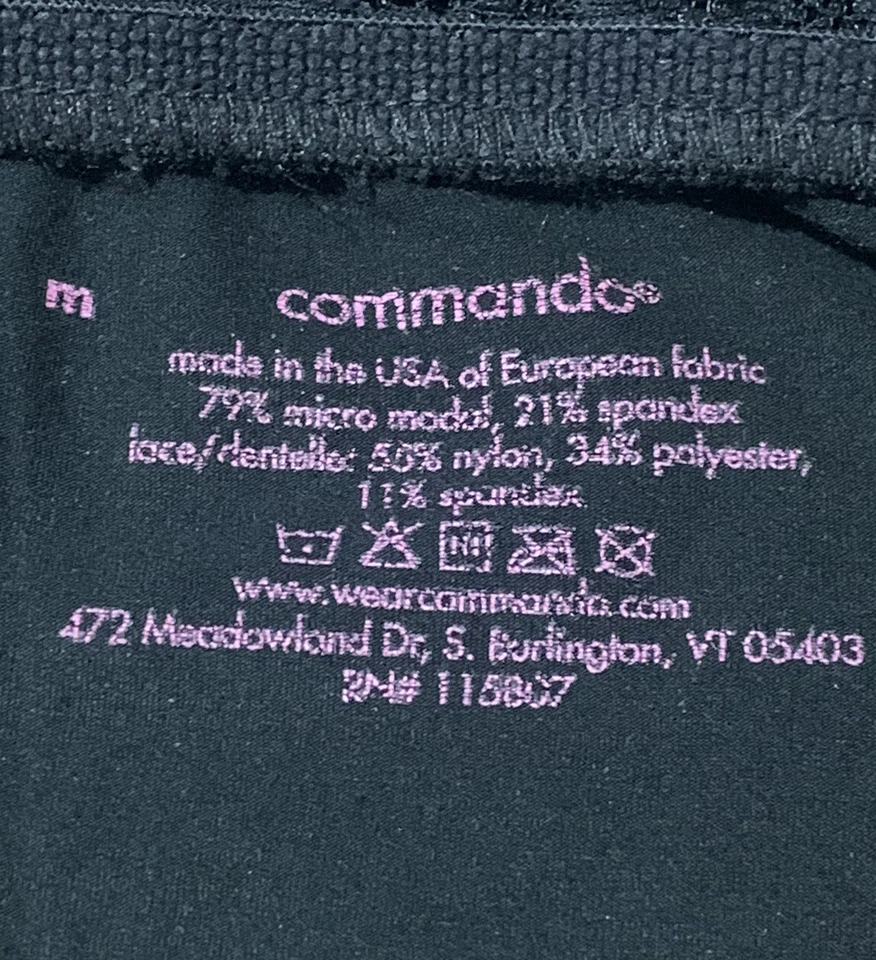 m
commando®
made in the USA of European fabric
79% micro modal, 21% spandex
lace/dentelle: 55% nylon, 34% polyester,
11% spandex
www.wearcommando.com
472 Meadowland Dr, S. Burlington, VT 05403
RN# 115807